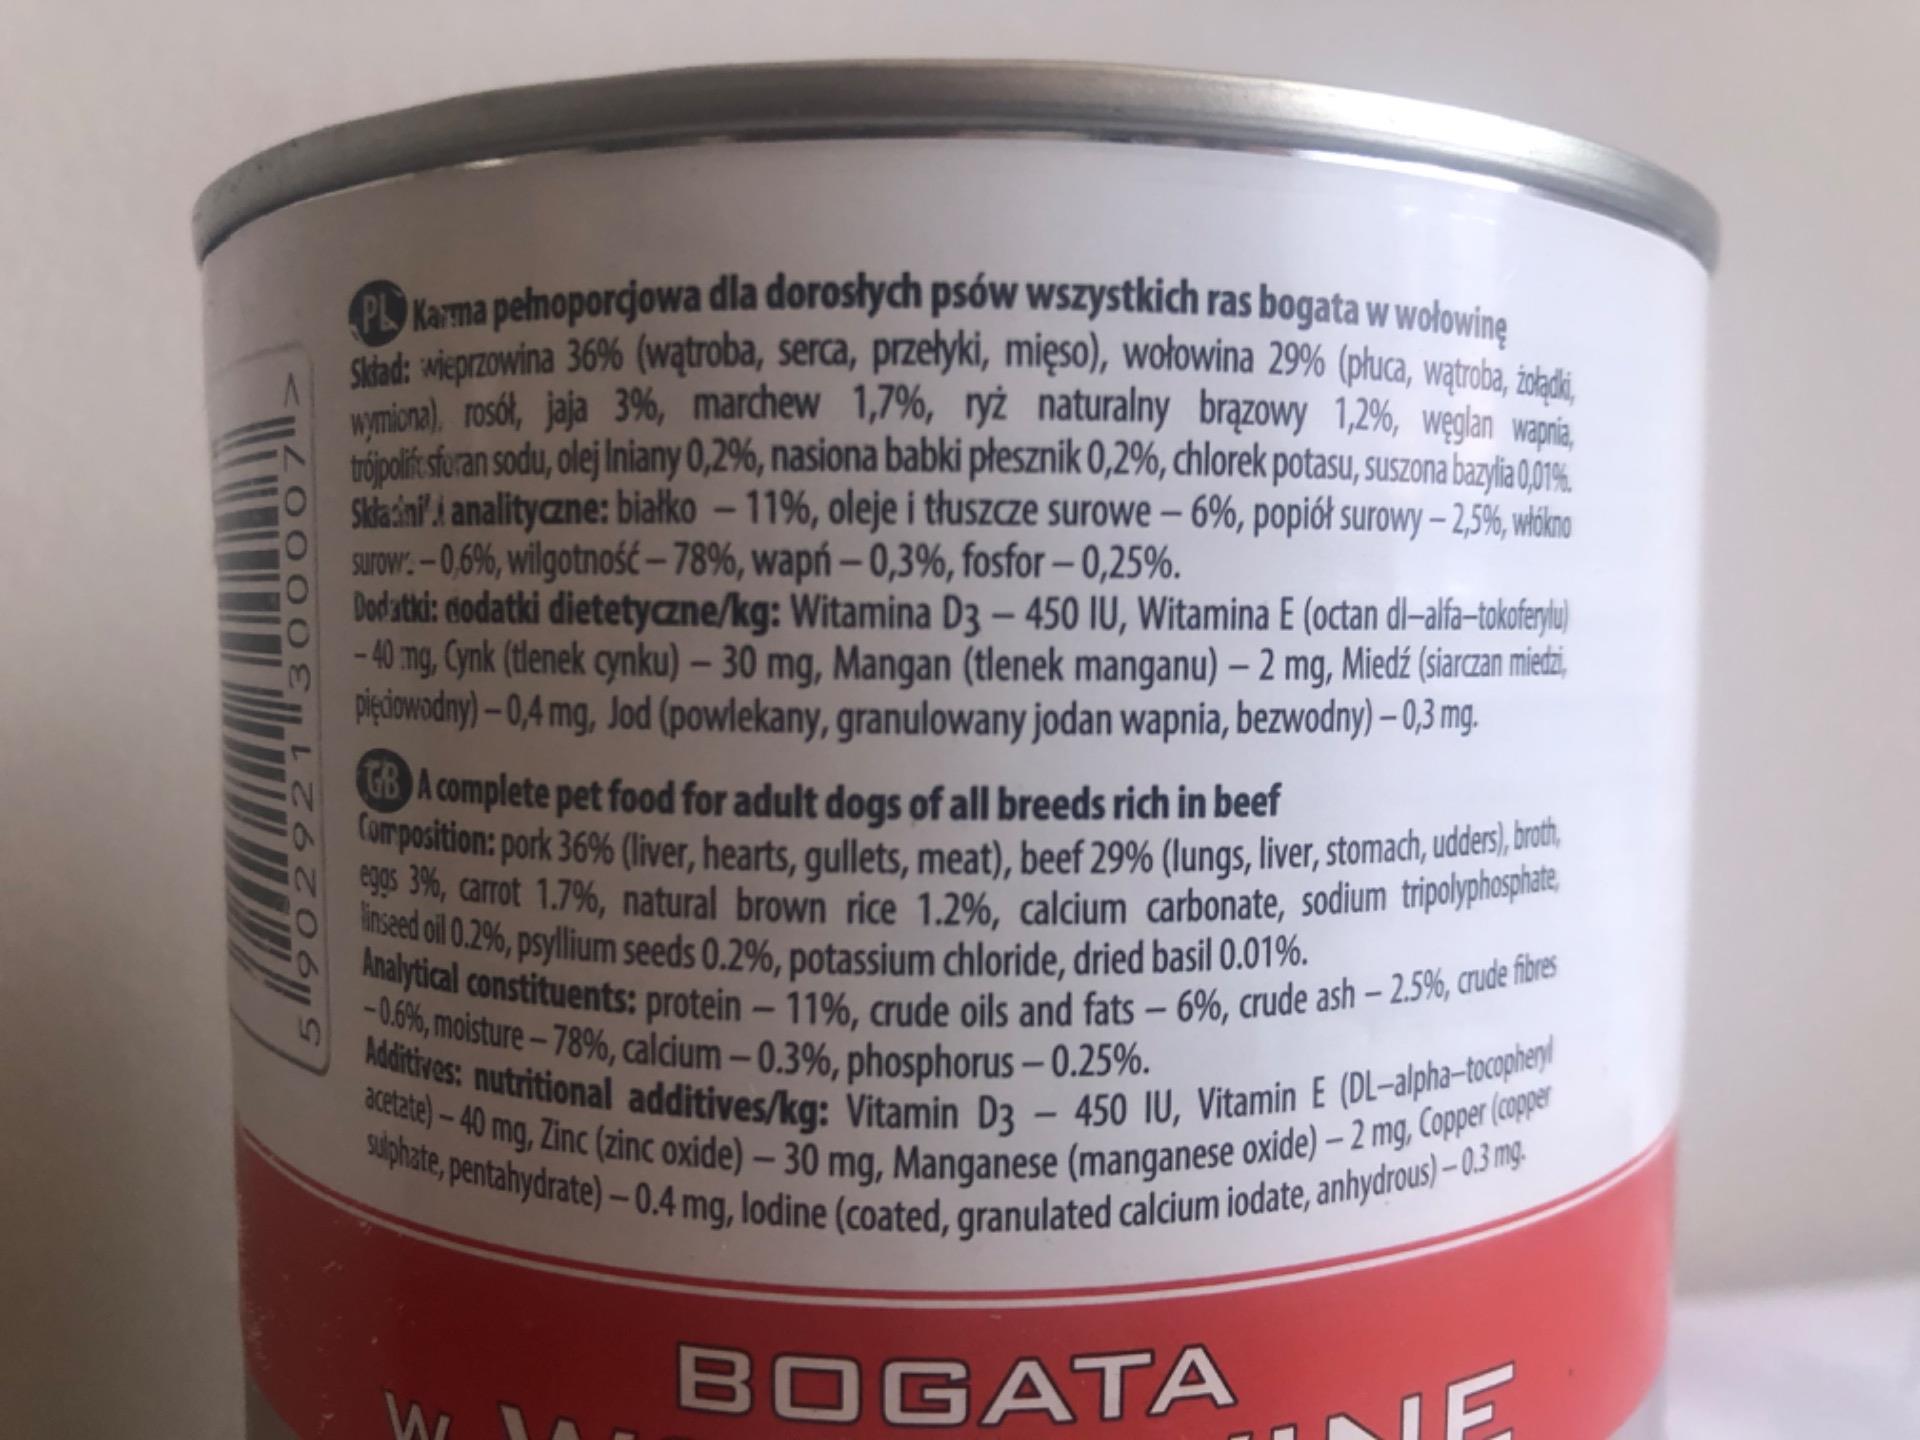 PL Karma pełnoporcjowa dla dorosłych psów wszystkich ras bogata w wołowinę
Skład: wieprzowina 36% (wątroba, serca, przełyki, mięso), wołowina 29% (płuca, wątroba, żołądki,
wymiona), rosół, jaja 3%, marchew 1,7%, ryż naturalny brązowy 1,2%, węglan wapnia,
trójpolifosforan sodu, olej lniany 0,2%, nasiona babki płesznik 0,2%, chlorek potasu, suszona bazylia 0,01%.
Składniki analityczne: białko – 11%, oleje i tłuszcze surowe – 6%, popiół surowy – 2,5%, włókno
surowe – 0,6%, wilgotność – 78%, wapń – 0,3%, fosfor – 0,25%.
Dodatki: dodatki dietetyczne/kg: Witamina D3 – 450 IU, Witamina E (octan dl–alfa–tokoferylu)
– 40 mg, Cynk (tlenek cynku) – 30 mg, Mangan (tlenek manganu) – 2 mg, Miedź (siarczan miedzi,
pięciowodny) – 0,4 mg, Jod (powlekany, granulowany jodan wapnia, bezwodny) – 0,3 mg.
GB A complete pet food for adult dogs of all breeds rich in beef
Composition: pork 36% (liver, hearts, gullets, meat), beef 29% (lungs, liver, stomach, udders), broth,
eggs 3%, carrot 1.7%, natural brown rice 1.2%, calcium carbonate, sodium tripolyphosphate,
linseed oil 0.2%, psyllium seeds 0.2%, potassium chloride, dried basil 0.01%.
Analytical constituents: protein – 11%, crude oils and fats – 6%, crude ash – 2.5%, crude fibres
– 0.6%, moisture – 78%, calcium – 0.3%, phosphorus – 0.25%.
Additives: nutritional additives/kg: Vitamin D3 – 450 IU, Vitamin E (DL–alpha–tocopheryl
acetate) – 40 mg, Zinc (zinc oxide) – 30 mg, Manganese (manganese oxide) – 2 mg, Copper (copper
sulphate, pentahydrate) – 0.4 mg, Iodine (coated, granulated calcium iodate, anhydrous) – 0.3 mg.
5902921300007>
BOGATA
W